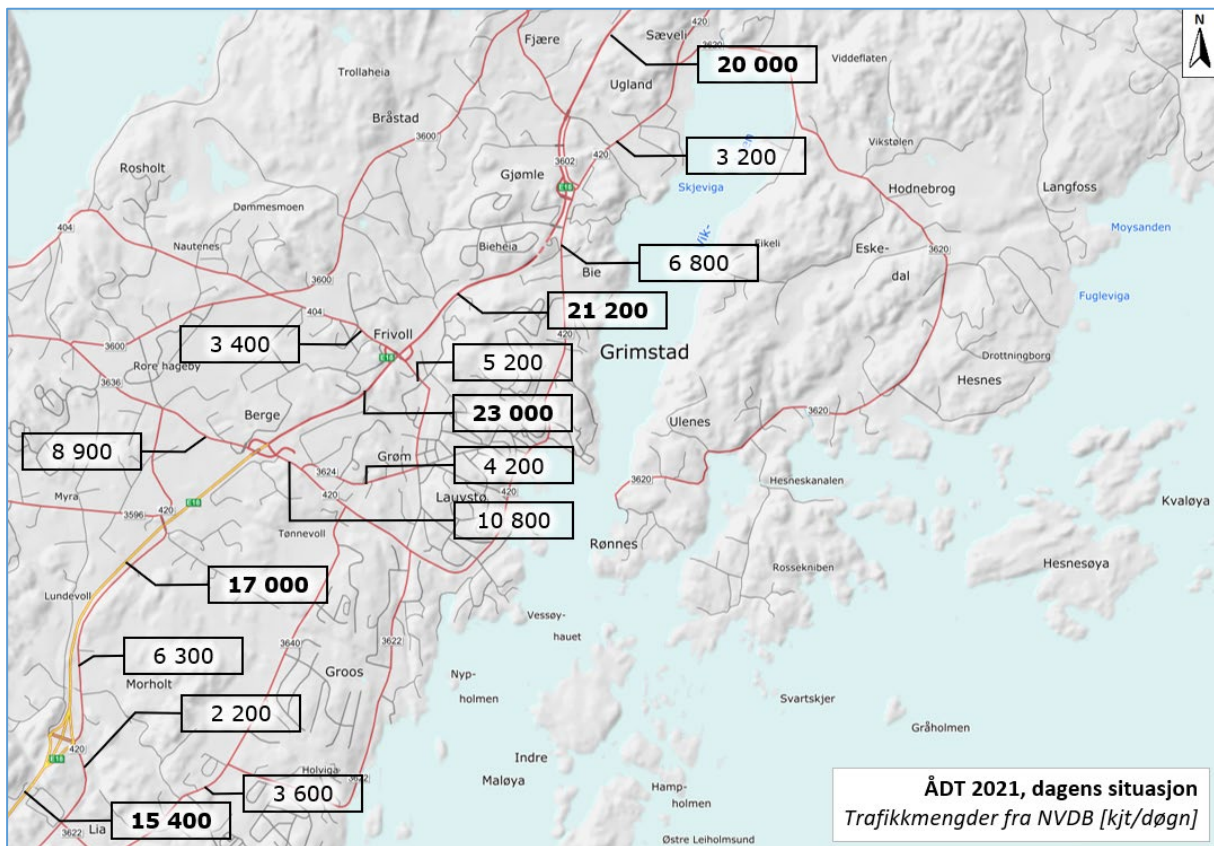 Fjære
Sæveli
420
3620
N
20 000
Viddeflaten
Trollaheia
Ugland
Bråstad
3600
Vikstølen
3602
420
3 200
Rosholt
Gjømle
E18
Skjeviga
Hodnebrog
Langfoss
Dømmesmoen
404
Moysanden
Nautenes
Bieheia
Vik-
Eikeli
Eske-
3620
dal
Bie
6 800
3600
Fugleviga
21 200
404
Frivoll
3 400
420
3600
E18
Grimstad
5 200
Drottningborg
Rore hageby
Hesnes
3636
23 000
Berge
Ulenes
3620
8 900
Grøm
4 200
3624
3620
Hesneskanalen
Myra
E18
420
Lauvstø
420
Kvaløya
3596
420
10 800
Tønnevoll
Rønnes
Hesnesøya
Rossekniben
17 000
Lundevoll
Vessøy-
hauet
3640
3622
6 300
Groos
Nyp-
holmen
Morholt
Svartskjer
2 200
Gråholmen
420
E18
Indre
Maløya
Holviga
3622
3 600
Hamp-
holmen
15 400
3622
Lia
Østre Leiholmsund
ÅDT 2021, dagens situasjon
Trafikkmengder fra NVDB [kjt/døgn]